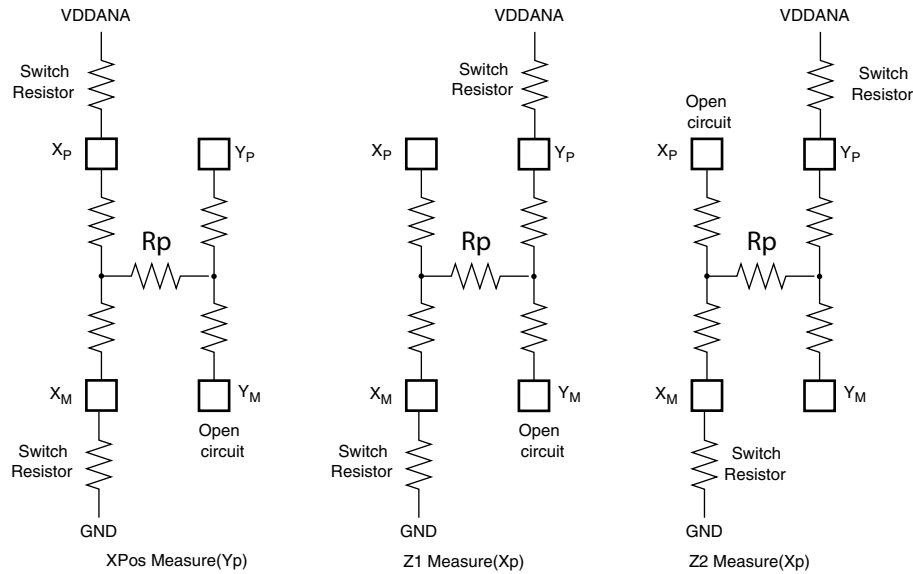 VDDANA
Switch
Resistor
XP
YP
Rp
XM
YM
Open
circuit
Switch
Resistor
GND
XPos Measure(Yp)
VDDANA
Switch
Resistor
XP
YP
Rp
XM
YM
Open
circuit
Switch
Resistor
GND
Z1 Measure(Xp)
VDDANA
Switch
Resistor
Open
circuit
XP
YP
Rp
XM
YM
Switch
Resistor
GND
Z2 Measure(Xp)